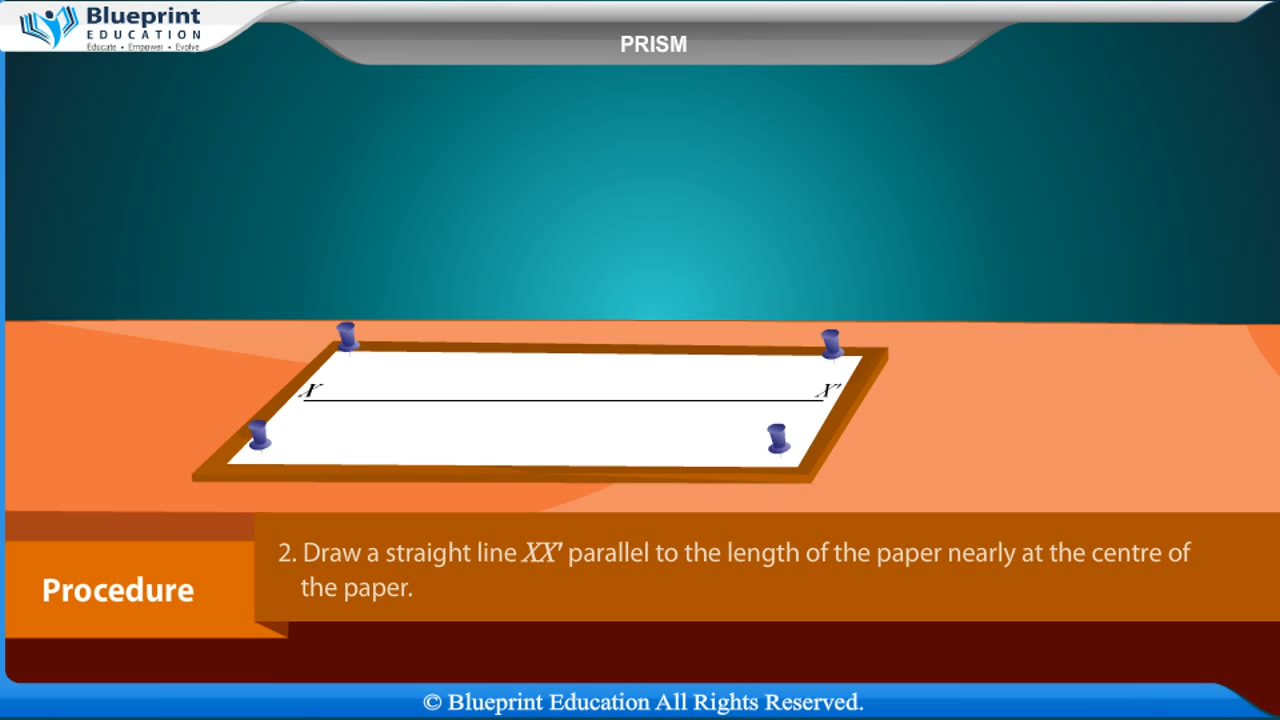 Blueprint
EDUCATION
Educate • Empower • Evolve
PRISM
X
X'
2. Draw a straight line XX' parallel to the length of the paper nearly at the centre of
the paper.
Procedure
© Blueprint Education All Rights Reserved.